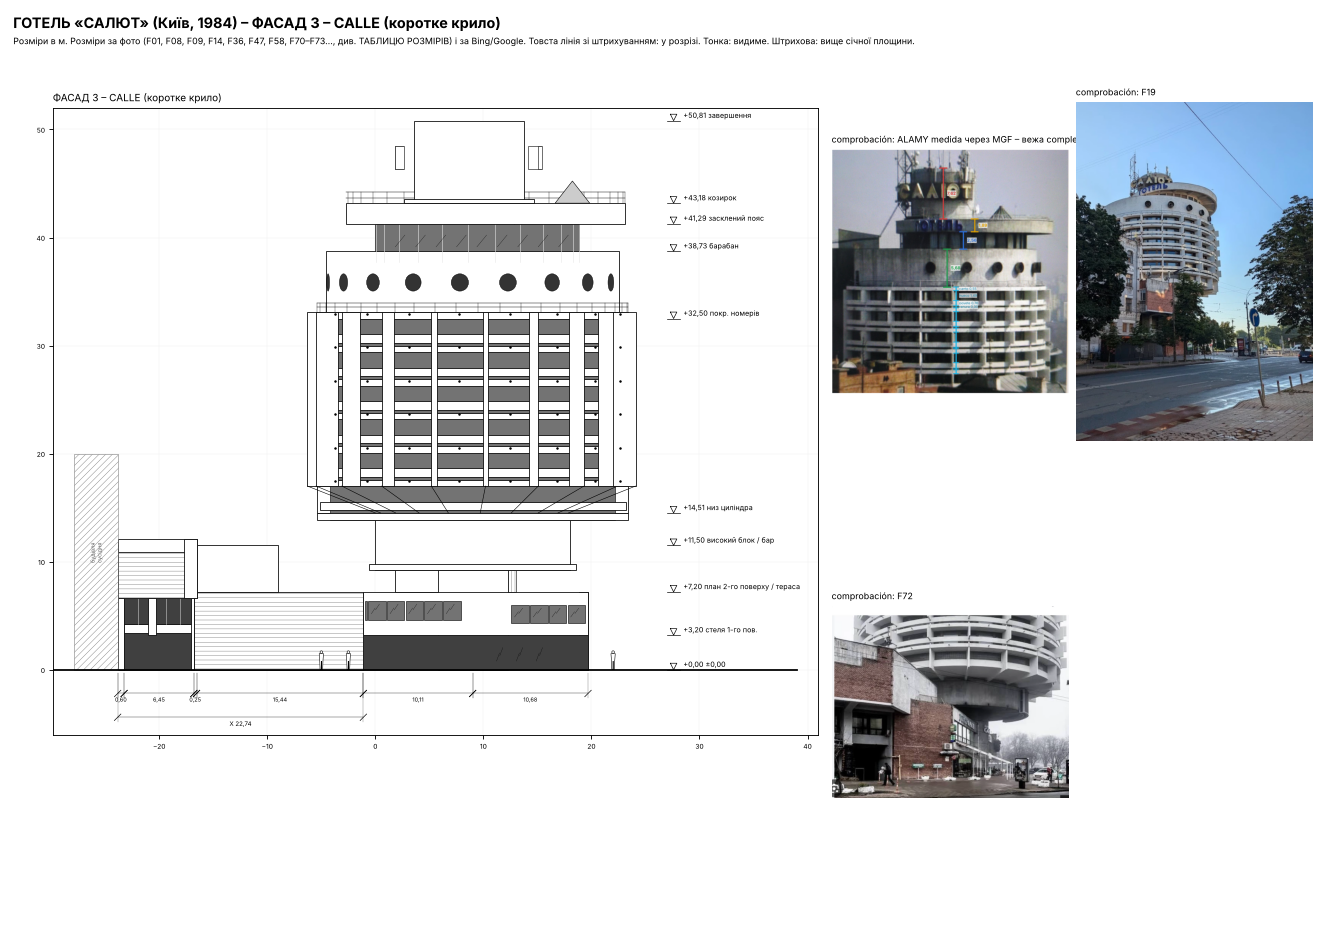 ГОТЕЛЬ «САЛЮТ» (Київ, 1984) – ФАСАД 3 – CALLE (коротке крило)
Розміри в м. Розміри за фото (F01, F08, F09, F14, F36, F47, F58, F70–F73..., див. ТАБЛИЦЮ РОЗМІРІВ) і за Bing/Google. Товста лінія зі штрихуванням: у розрізі. Тонка: видиме. Штрихова: вище січної площини.
ФАСАД 3 – CALLE (коротке крило)
+50,81 завершення
+43,18 козирок
+41,29 засклений пояс
+38,73 барабан
+32,50 покр. номерів
+14,51 низ циліндра
+11,50 високий блок / бар
+7,20 план 2-го поверху / тераса
+3,20 стеля 1-го пов.
+0,00 ±0,00
50
40
30
20
10
0
0,60
6,45
0,25
15,44
10,11
10,68
X 22,74
−20
−10
0
10
20
30
40
comprobación: ALAMY medida через MGF – вежа comple
САЛЮТ
ГОТЕЛЬ
comprobación: F19
САЛЮТ
ГОТЕЛЬ
comprobación: F72